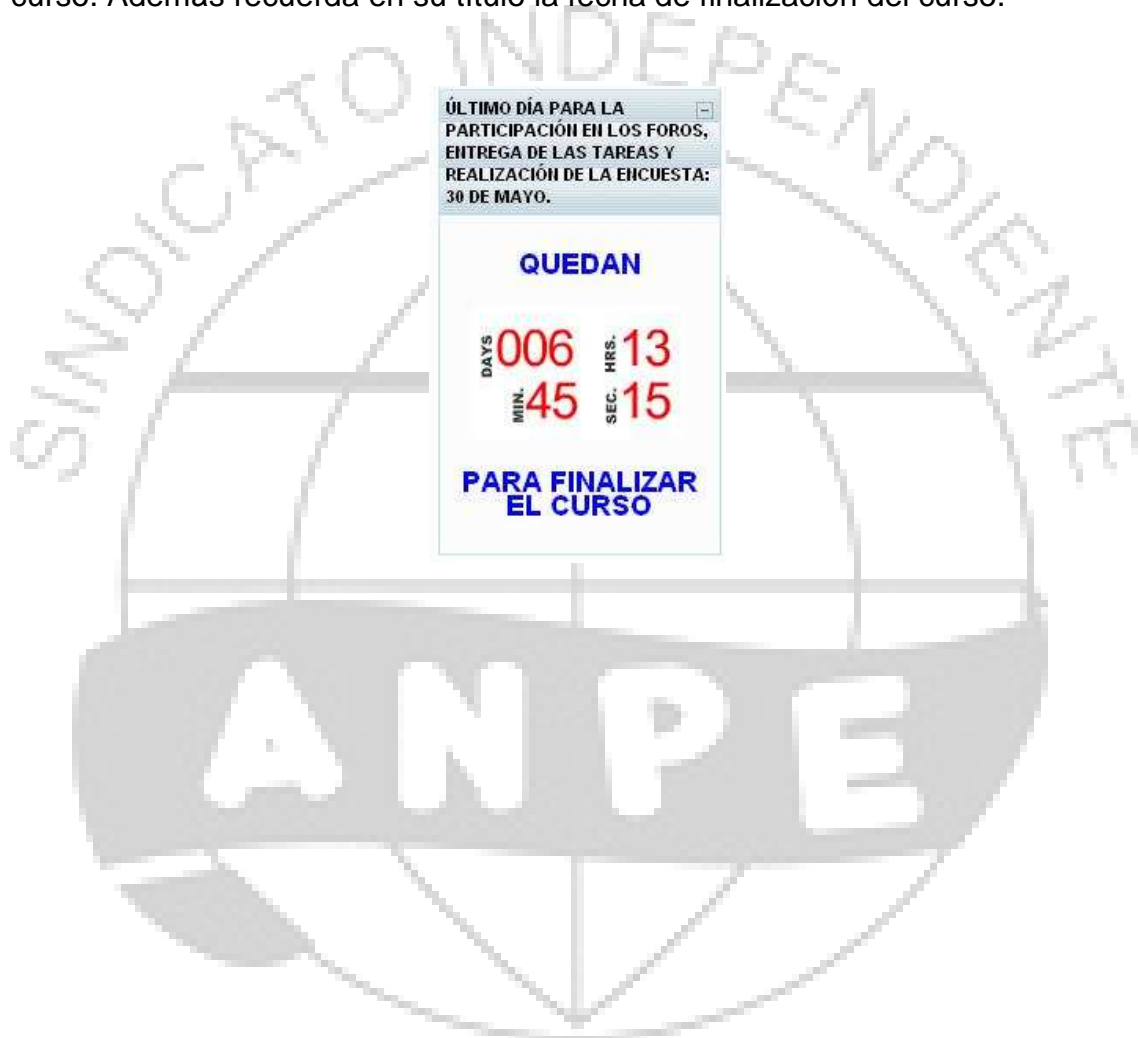 curso. Además recuerda en su título la fecha de finalización del curso.
SINDICATO INDEPENDIENTE
ÚLTIMO DÍA PARA LA
PARTICIPACIÓN EN LOS FOROS,
ENTREGA DE LAS TAREAS Y
REALIZACIÓN DE LA ENCUESTA:
30 DE MAYO.
QUEDAN
DAYS 006 HRS. 13
MIN. 45 SEC. 15
PARA FINALIZAR
EL CURSO
ANPE